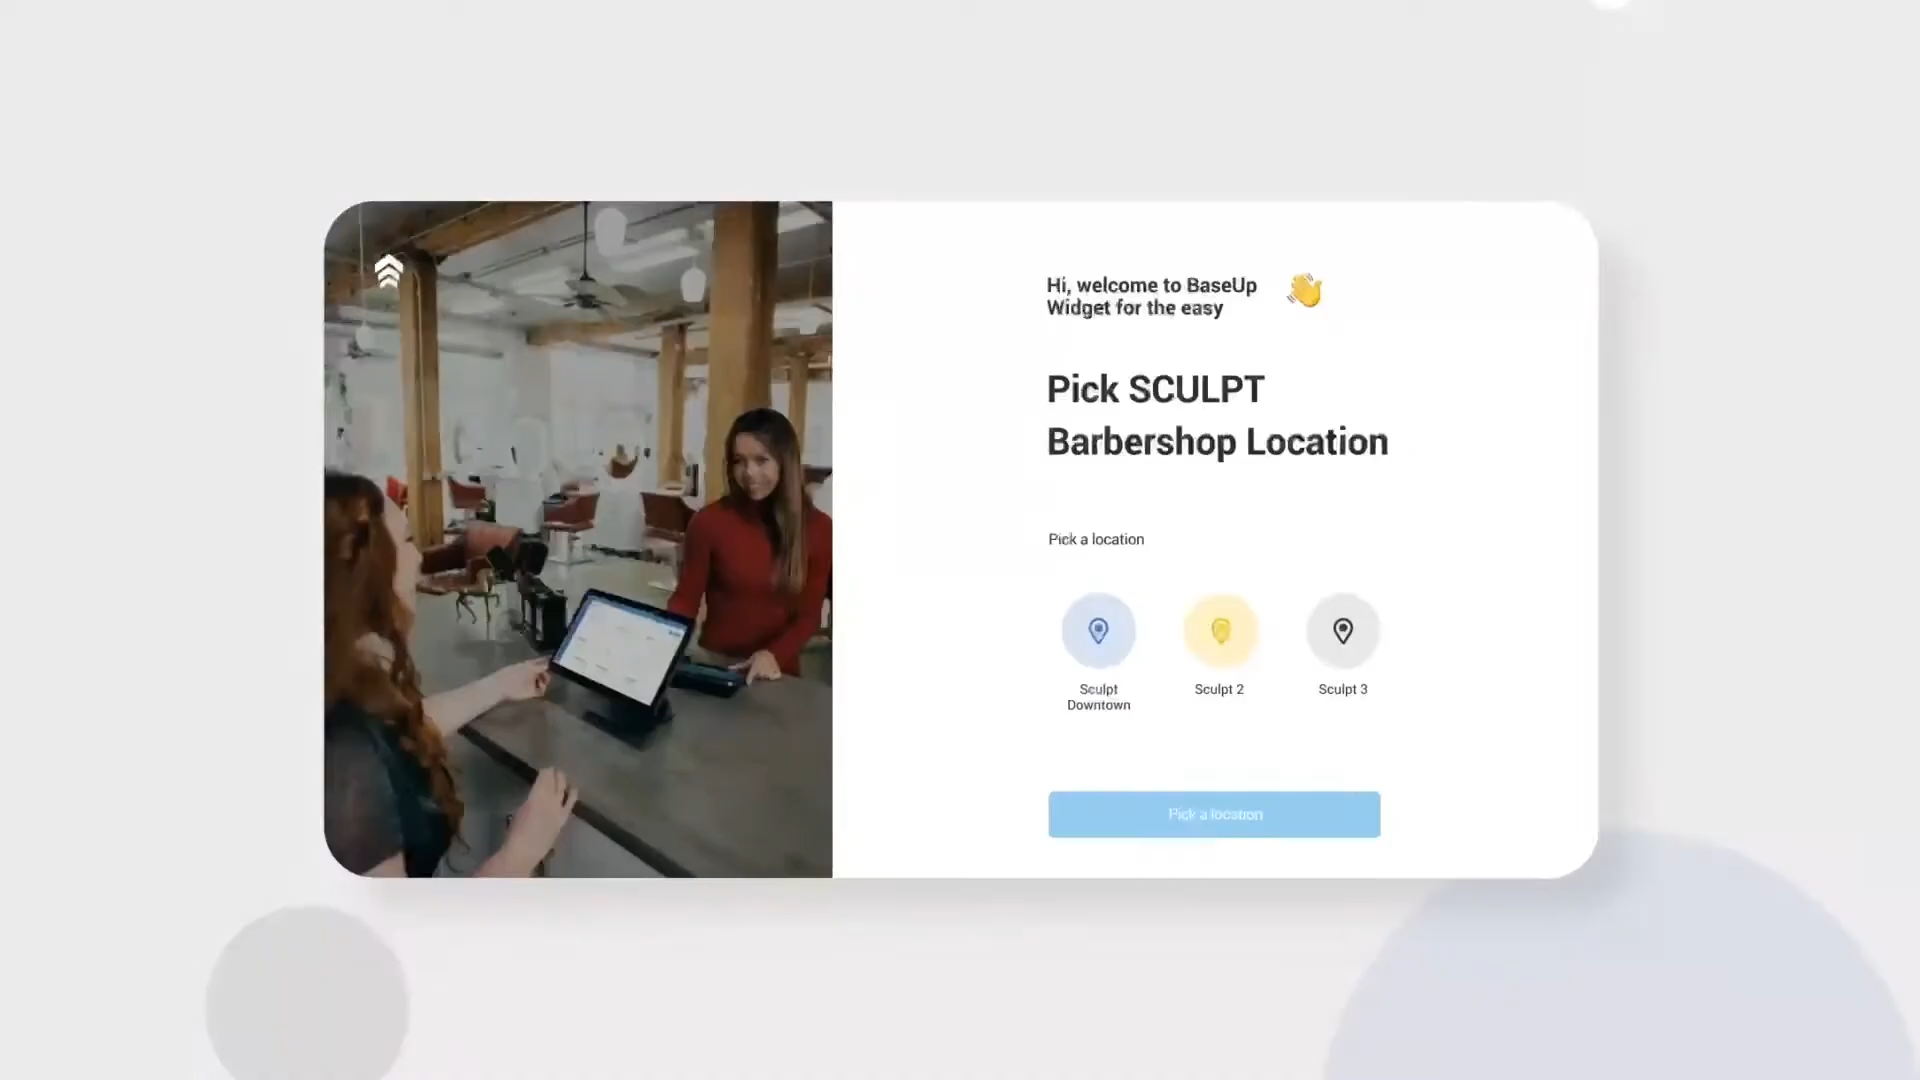 Hi, welcome to BaseUp
Widget for the easy
Pick SCULPT
Barbershop Location
Pick a location
Sculpt
Downtown
Sculpt 2
Sculpt 3
Pick a location